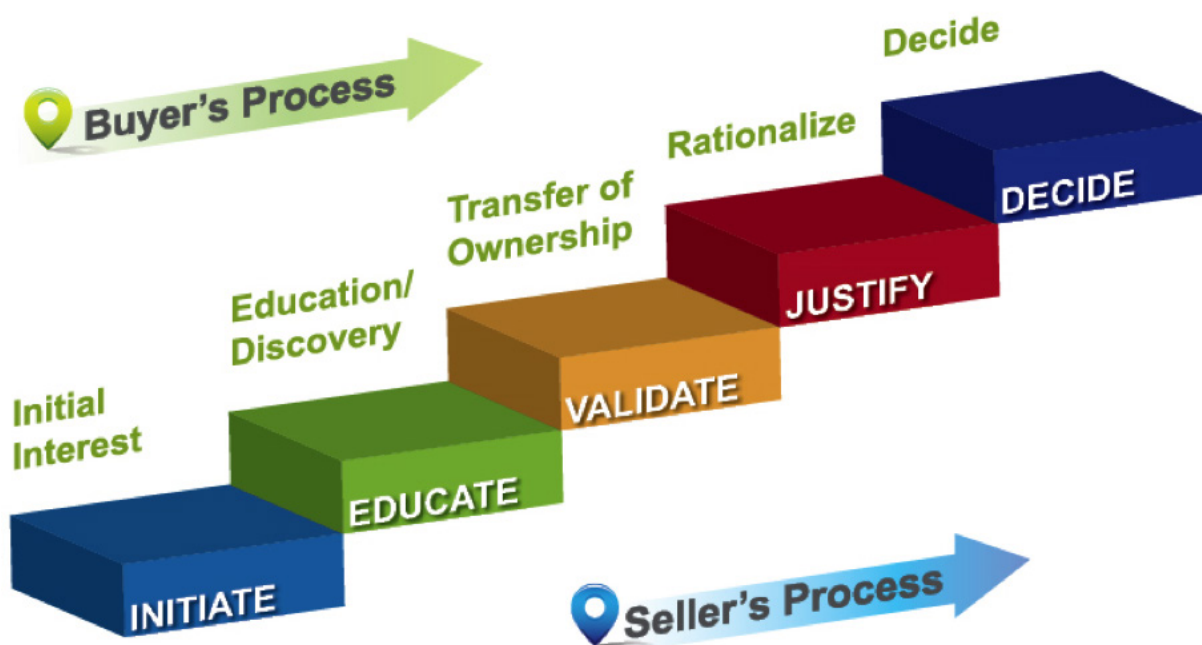 Decide
Buyer's Process
Rationalize
DECIDE
Transfer of
Ownership
JUSTIFY
Education/
Discovery
VALIDATE
Initial
Interest
EDUCATE
INITIATE
Seller's Process